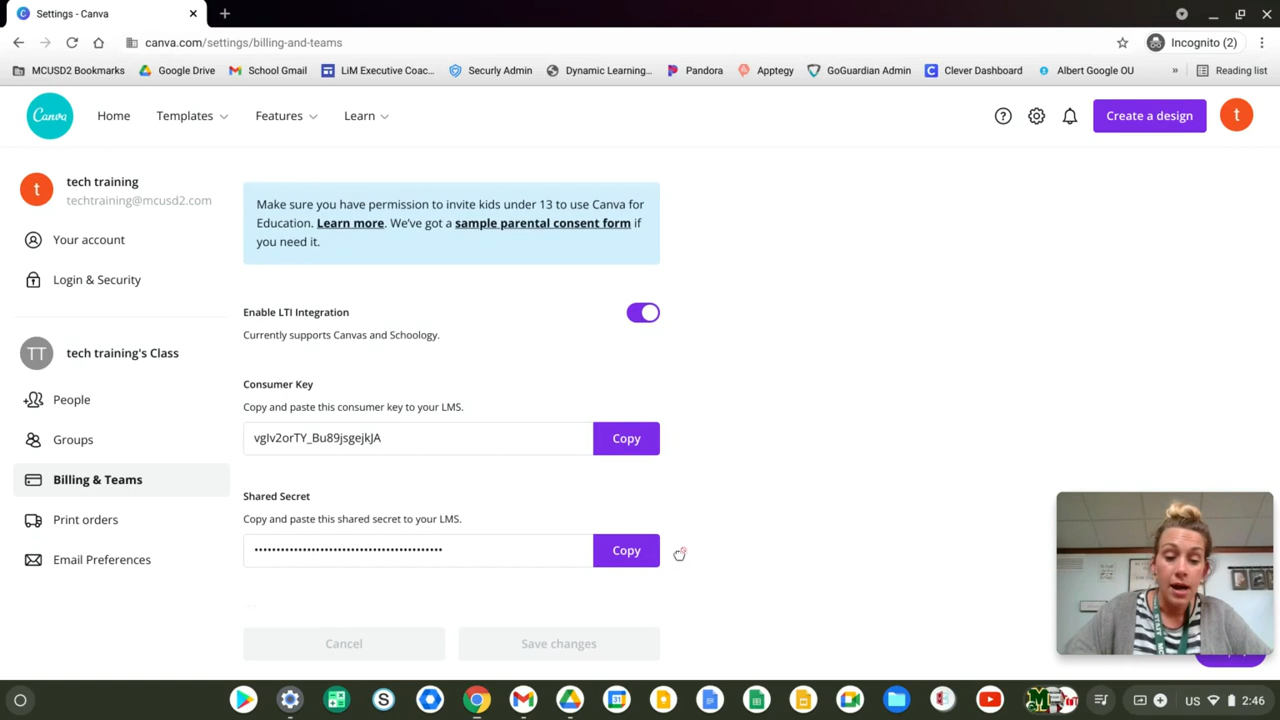 Settings - Canva
canva.com/settings/billing-and-teams
Incognito (2)
MCUSD2 Bookmarks
Google Drive
School Gmail
LiM Executive Coac...
Securly Admin
Dynamic Learning...
Pandora
Apptegy
GoGuardian Admin
Clever Dashboard
Albert Google OU
»
Reading list
Canva
Home
Templates
Features
Learn
Create a design
t
t
tech training
techtraining@mcusd2.com
Your account
Login & Security
TT
tech training's Class
People
Groups
Billing & Teams
Print orders
Email Preferences
Make sure you have permission to invite kids under 13 to use Canva for
Education. Learn more. We've got a sample parental consent form if
you need it.
Enable LTI Integration
Currently supports Canvas and Schoology.
Consumer Key
Copy and paste this consumer key to your LMS.
vgIv2orTY_Bu89jsgejkJA
Copy
Shared Secret
Copy and paste this shared secret to your LMS.
••••••••••••••••••••••••••••••••••••••••••
Copy
Cancel
Save changes
US
2:46